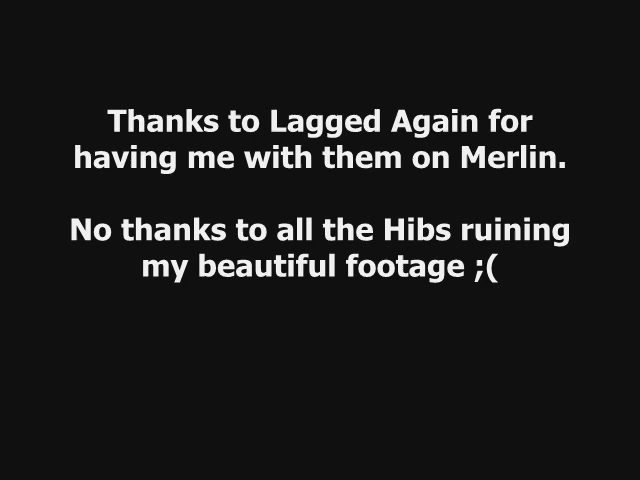 Thanks to Lagged Again for
having me with them on Merlin.
No thanks to all the Hibs ruining
my beautiful footage ;(